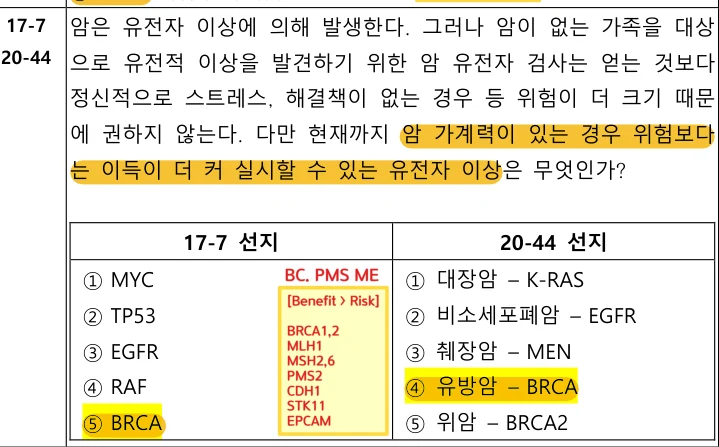 17-7
20-44
암은 유전자 이상에 의해 발생한다. 그러나 암이 없는 가족을 대상
으로 유전적 이상을 발견하기 위한 암 유전자 검사는 얻는 것보다
정신적으로 스트레스, 해결책이 없는 경우 등 위험이 더 크기 때문
에 권하지 않는다. 다만 현재까지 암 가계력이 있는 경우 위험보다
는 이득이 더 커 실시할 수 있는 유전자 이상은 무엇인가?
17-7 선지
① MYC
② TP53
③ EGFR
④ RAF
⑤ BRCA
BC, PMS ME
[Benefit > Risk]
BRCA1,2
MLH1
MSH2,6
PMS2
CDH1
STK11
EPCAM
20-44 선지
① 대장암 – K-RAS
② 비소세포폐암 – EGFR
③ 췌장암 – MEN
④ 유방암 – BRCA
⑤ 위암 – BRCA2